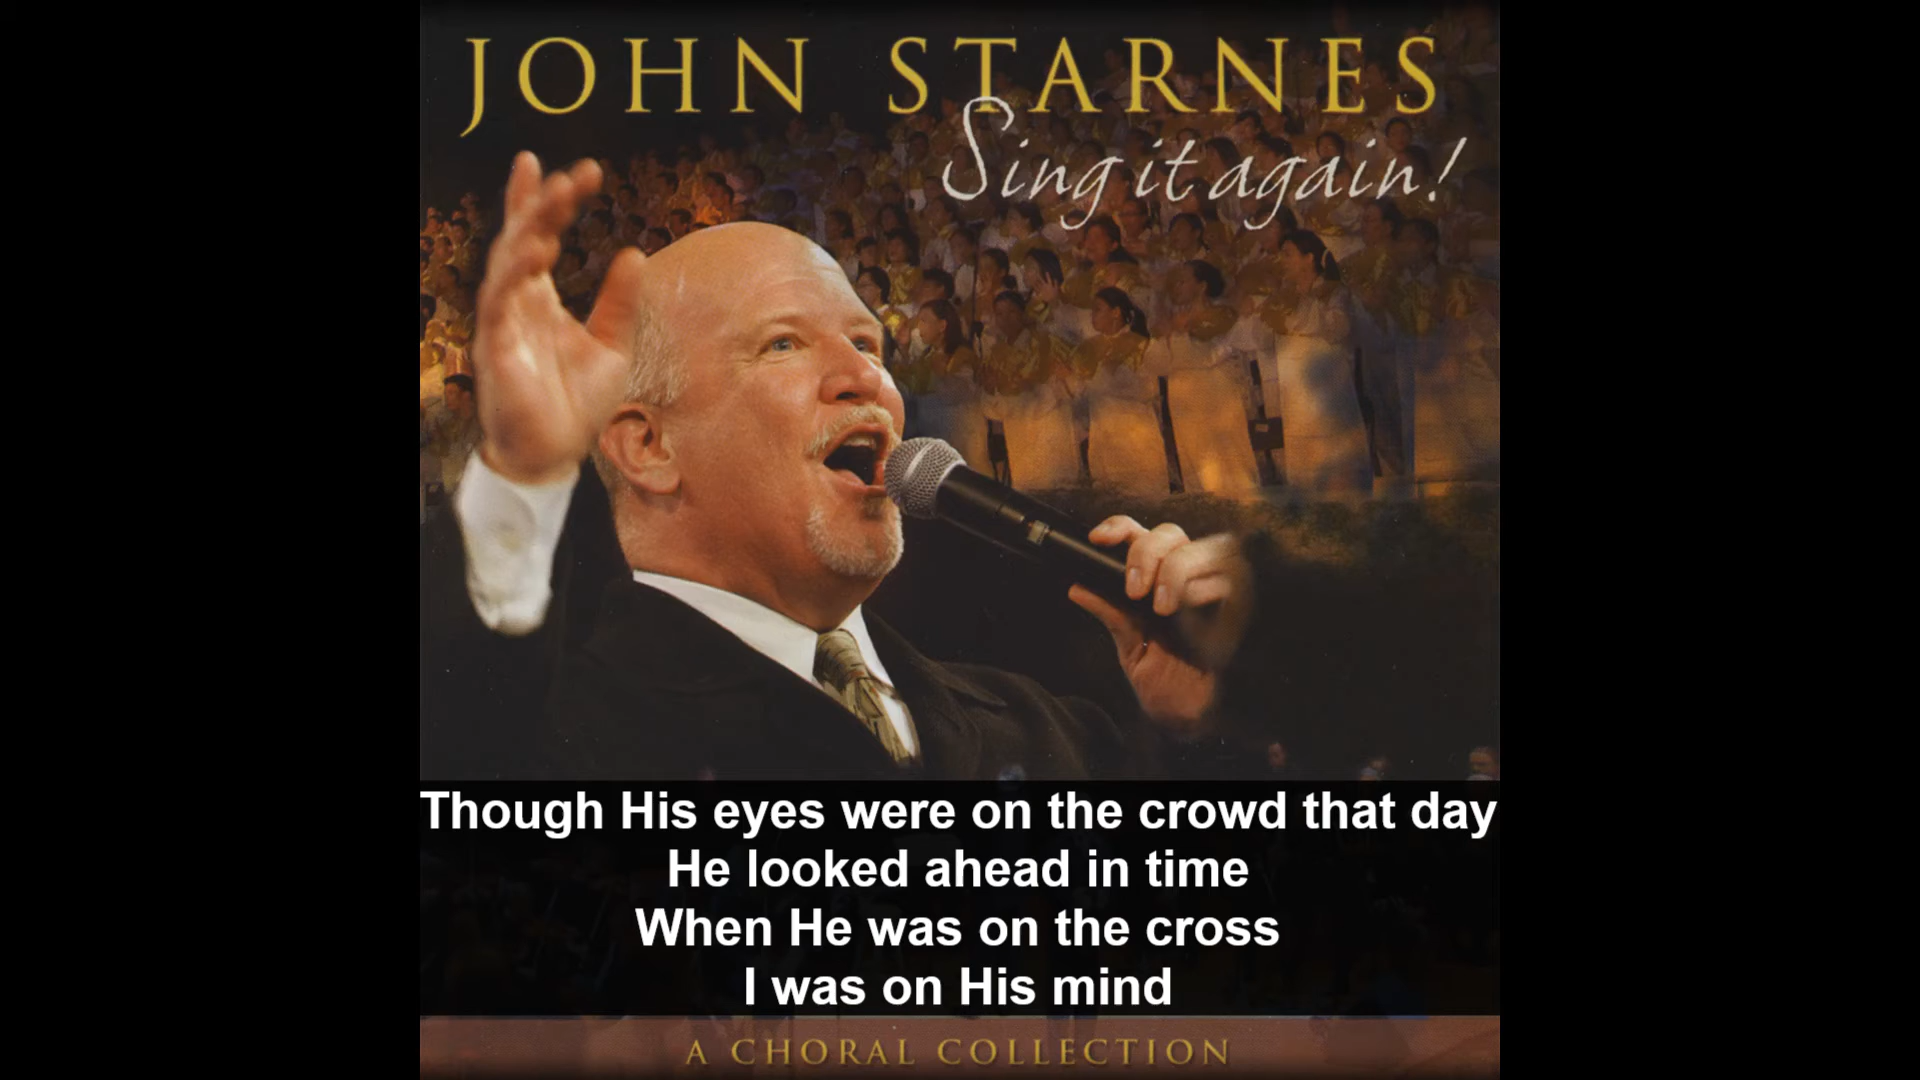 JOHN STARNES
Sing it again!
Though His eyes were on the crowd that day
He looked ahead in time
When He was on the cross
I was on His mind
A CHORAL COLLECTION